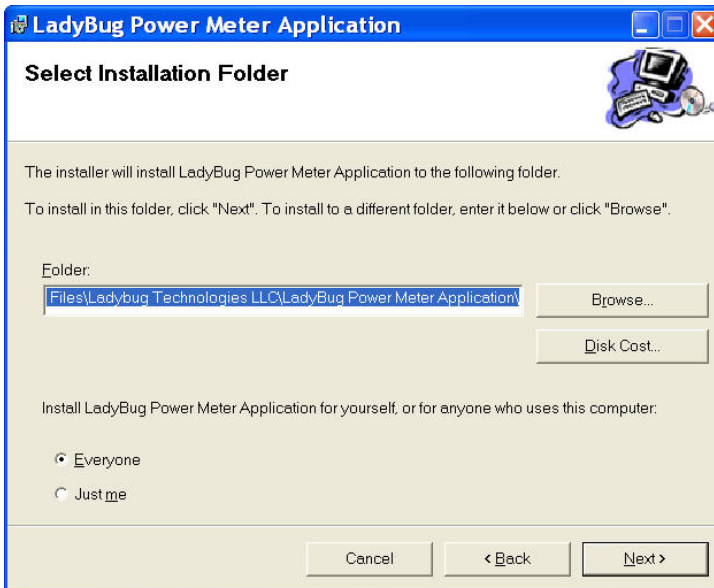 LadyBug Power Meter Application
Select Installation Folder
The installer will install LadyBug Power Meter Application to the following folder.
To install in this folder, click "Next". To install to a different folder, enter it below or click "Browse".
Folder:
Files\Ladybug Technologies LLC\LadyBug Power Meter Application\
Browse...
Disk Cost...
Install LadyBug Power Meter Application for yourself, or for anyone who uses this computer:
Everyone
Just me
Cancel
< Back
Next >